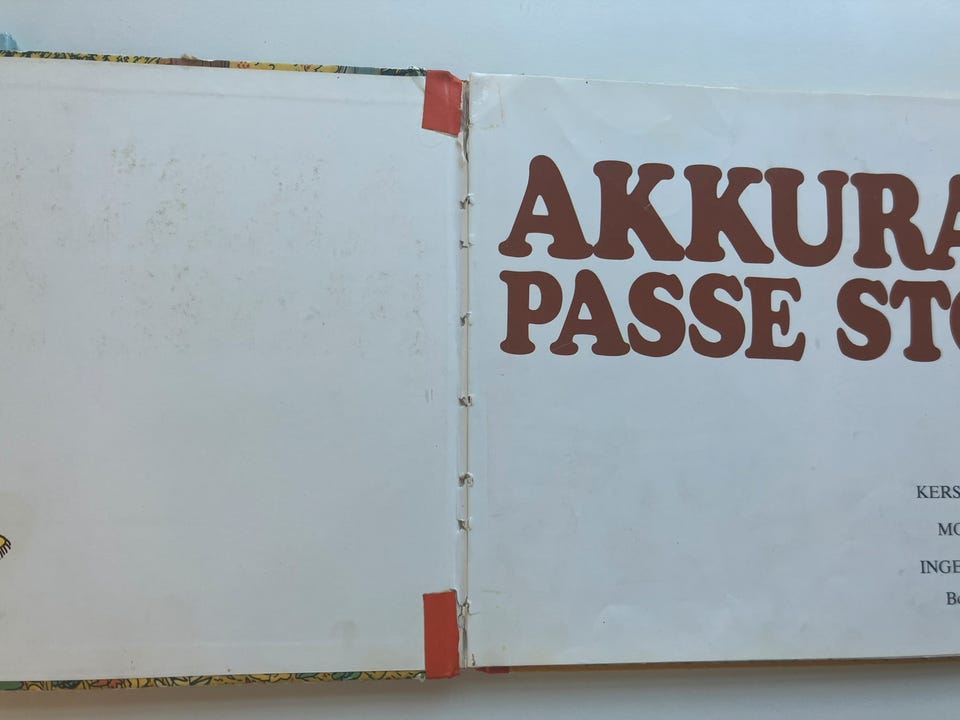 AKKURA
PASSE STO
KERS
MO
INGE
Bo